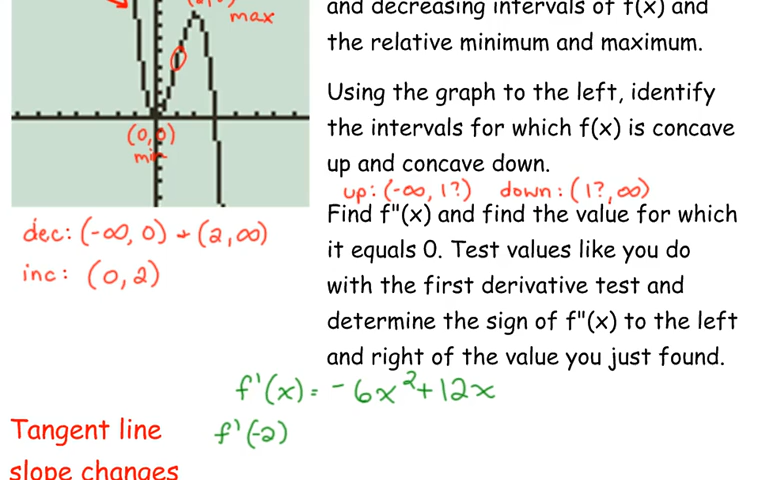 and decreasing intervals of f(x) and
max
the relative minimum and maximum.
Using the graph to the left, identify
the intervals for which f(x) is concave
(0,0)
min
up and concave down.
up: (-∞, 1?) down: (1?, ∞)
Find f"(x) and find the value for which
dec: (-∞, 0) + (2, ∞)
it equals 0. Test values like you do
inc: (0, 2)
with the first derivative test and
determine the sign of f"(x) to the left
and right of the value you just found.
f'(x) = -6x²+12x
Tangent line
f'(-2)
slope changes